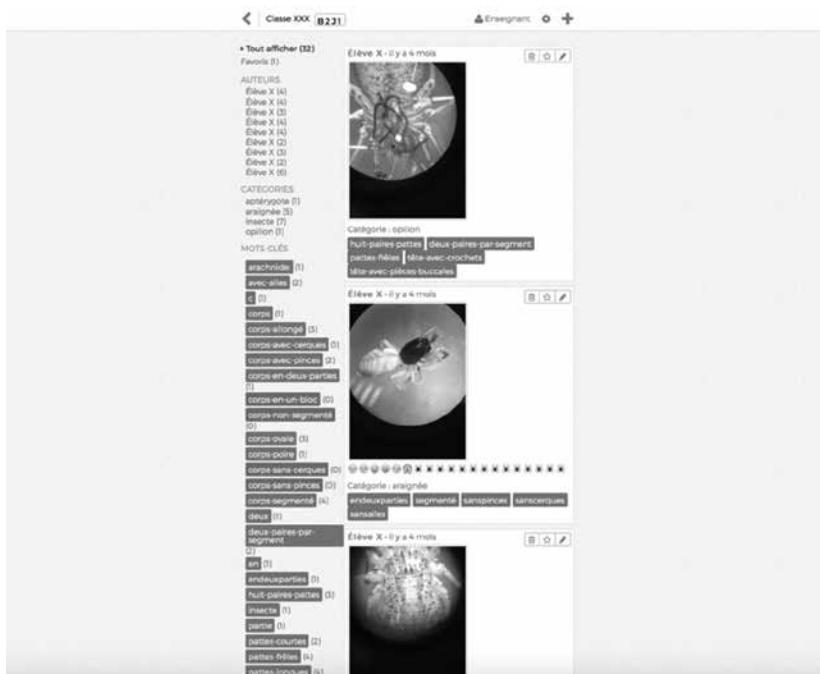 Classe XXX B2J1
Enseignant
Tout afficher (32)
Favoris (1)
AUTEURS
Élève X (4)
Élève X (4)
Élève X (3)
Élève X (4)
Élève X (4)
Élève X (2)
Élève X (3)
Élève X (2)
Élève X (6)
CATÉGORIES
aptérygote (1)
araignée (5)
insecte (7)
opilion (1)
MOTS-CLÉS
arachnide (1)
avec-ailes (2)
c (1)
corps (1)
corps-allongé (3)
corps-avec-cerques (1)
corps-avec-pinces (2)
corps-en-deux-parties
(1)
corps-en-un-bloc (0)
corps-non-segmenté
(0)
corps-ovale (3)
corps-poire (1)
corps-sans-cerques (0)
corps-sans-pinces (0)
corps-segmenté (4)
deux (1)
deux-paires-par-
segment
(2)
en (1)
endeuxparties (1)
huit-paires-pattes (3)
insecte (1)
partie (1)
pattes-courtes (2)
pattes-frêles (4)
pattes-longues (4)
Élève X - il y a 4 mois
Catégorie : opilion
huit-paires-pattes deux-paires-par-segment
pattes-frêles tête-avec-crochets
tête-avec-pièces-buccales
Élève X - il y a 4 mois
Catégorie : araignée
endeuxparties segmenté sanspinces sanscerques
sansailes
Élève X - il y a 4 mois